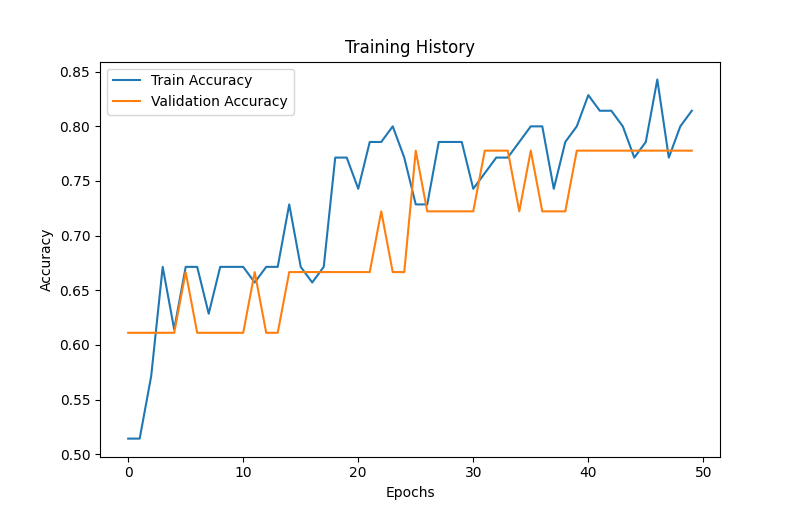 Training History
Train Accuracy
Validation Accuracy
Accuracy
0.85
0.80
0.75
0.70
0.65
0.60
0.55
0.50
0 10 20 30 40 50
Epochs